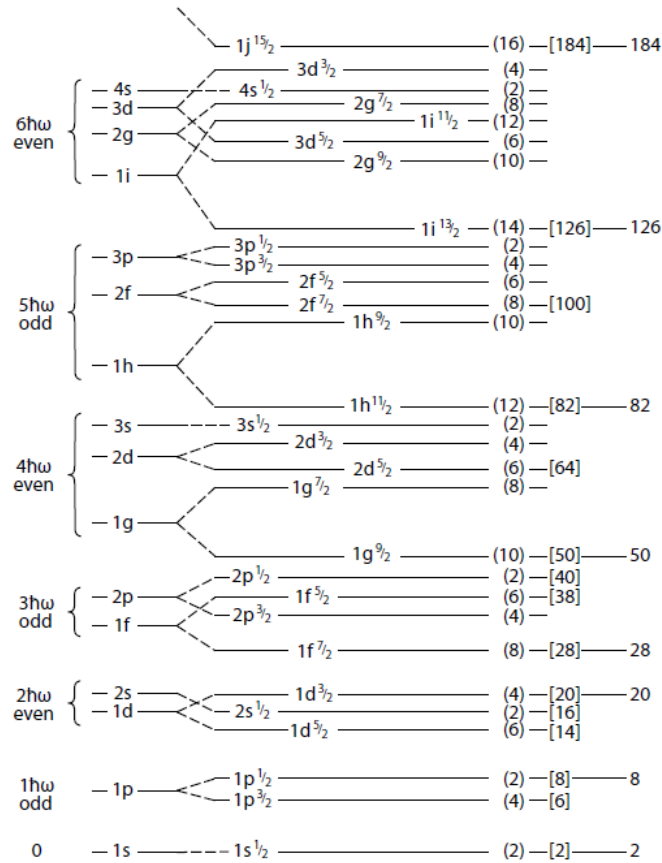 1j 15/2 (16) [184] 184
3d 3/2 (4)
4s 4s 1/2 (2)
3d 2g 7/2 (8)
6ħω even 2g 1i 11/2 (12)
3d 5/2 (6)
2g 9/2 (10)
1i
1i 13/2 (14) [126] 126
3p 3p 1/2 (2)
3p 3/2 (4)
2f 2f 5/2 (6)
5ħω odd 2f 7/2 (8) [100]
1h 9/2 (10)
1h
1h 11/2 (12) [82] 82
3s 3s 1/2 (2)
2d 2d 3/2 (4)
4ħω even 2d 5/2 (6) [64]
1g 7/2 (8)
1g
1g 9/2 (10) [50] 50
2p 1/2 (2) [40]
3ħω odd 2p 1f 5/2 (6) [38]
1f 2p 3/2 (4)
1f 7/2 (8) [28] 28
2ħω even 2s 1d 3/2 (4) [20] 20
1d 2s 1/2 (2) [16]
1d 5/2 (6) [14]
1ħω odd 1p 1p 1/2 (2) [8] 8
1p 3/2 (4) [6]
0 1s 1s 1/2 (2) [2] 2